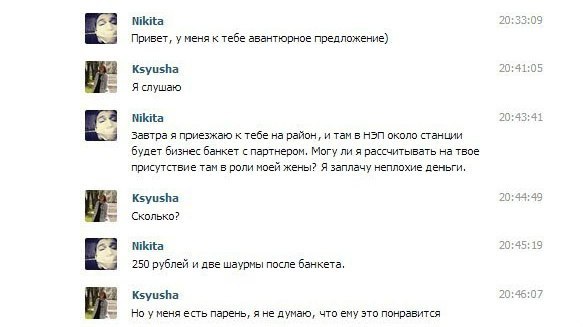 Nikita 20:33:09
Привет, у меня к тебе авантюрное предложение)
Ksyusha 20:41:05
Я слушаю
Nikita 20:43:41
Завтра я приезжаю к тебе на район, и там в НЭП около станции
будет бизнес банкет с партнером. Могу ли я рассчитывать на твое
присутствие там в роли моей жены? Я заплачу неплохие деньги.
Ksyusha 20:44:49
Сколько?
Nikita 20:45:19
250 рублей и две шаурмы после банкета.
Ksyusha 20:46:07
Но у меня есть парень, я не думаю, что ему это понравится